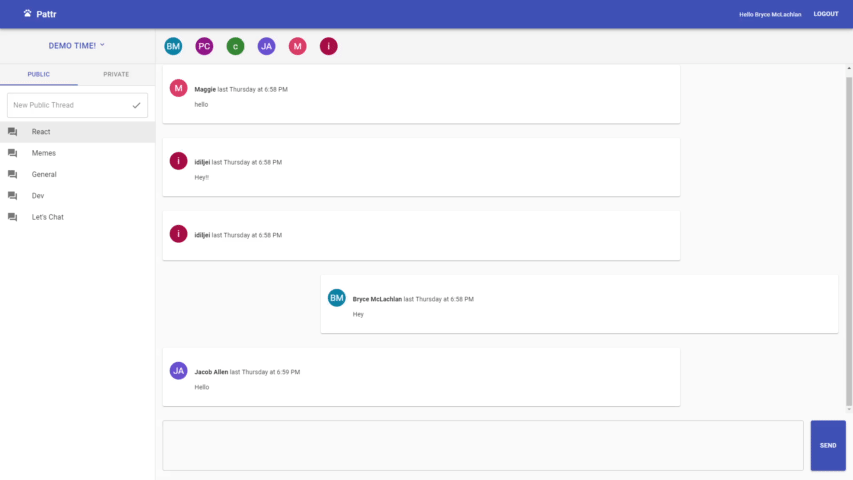 Pattr
Hello Bryce McLachlan
LOGOUT
DEMO TIME!
BM PC c JA M i
PUBLIC PRIVATE
New Public Thread
React
Memes
General
Dev
Let's Chat
M
Maggie last Thursday at 6:58 PM
hello
i
last Thursday at 6:58 PM
Hey!!
i
last Thursday at 6:58 PM
BM
Bryce McLachlan last Thursday at 6:58 PM
Hey
JA
Jacob Allen last Thursday at 6:59 PM
Hello
SEND